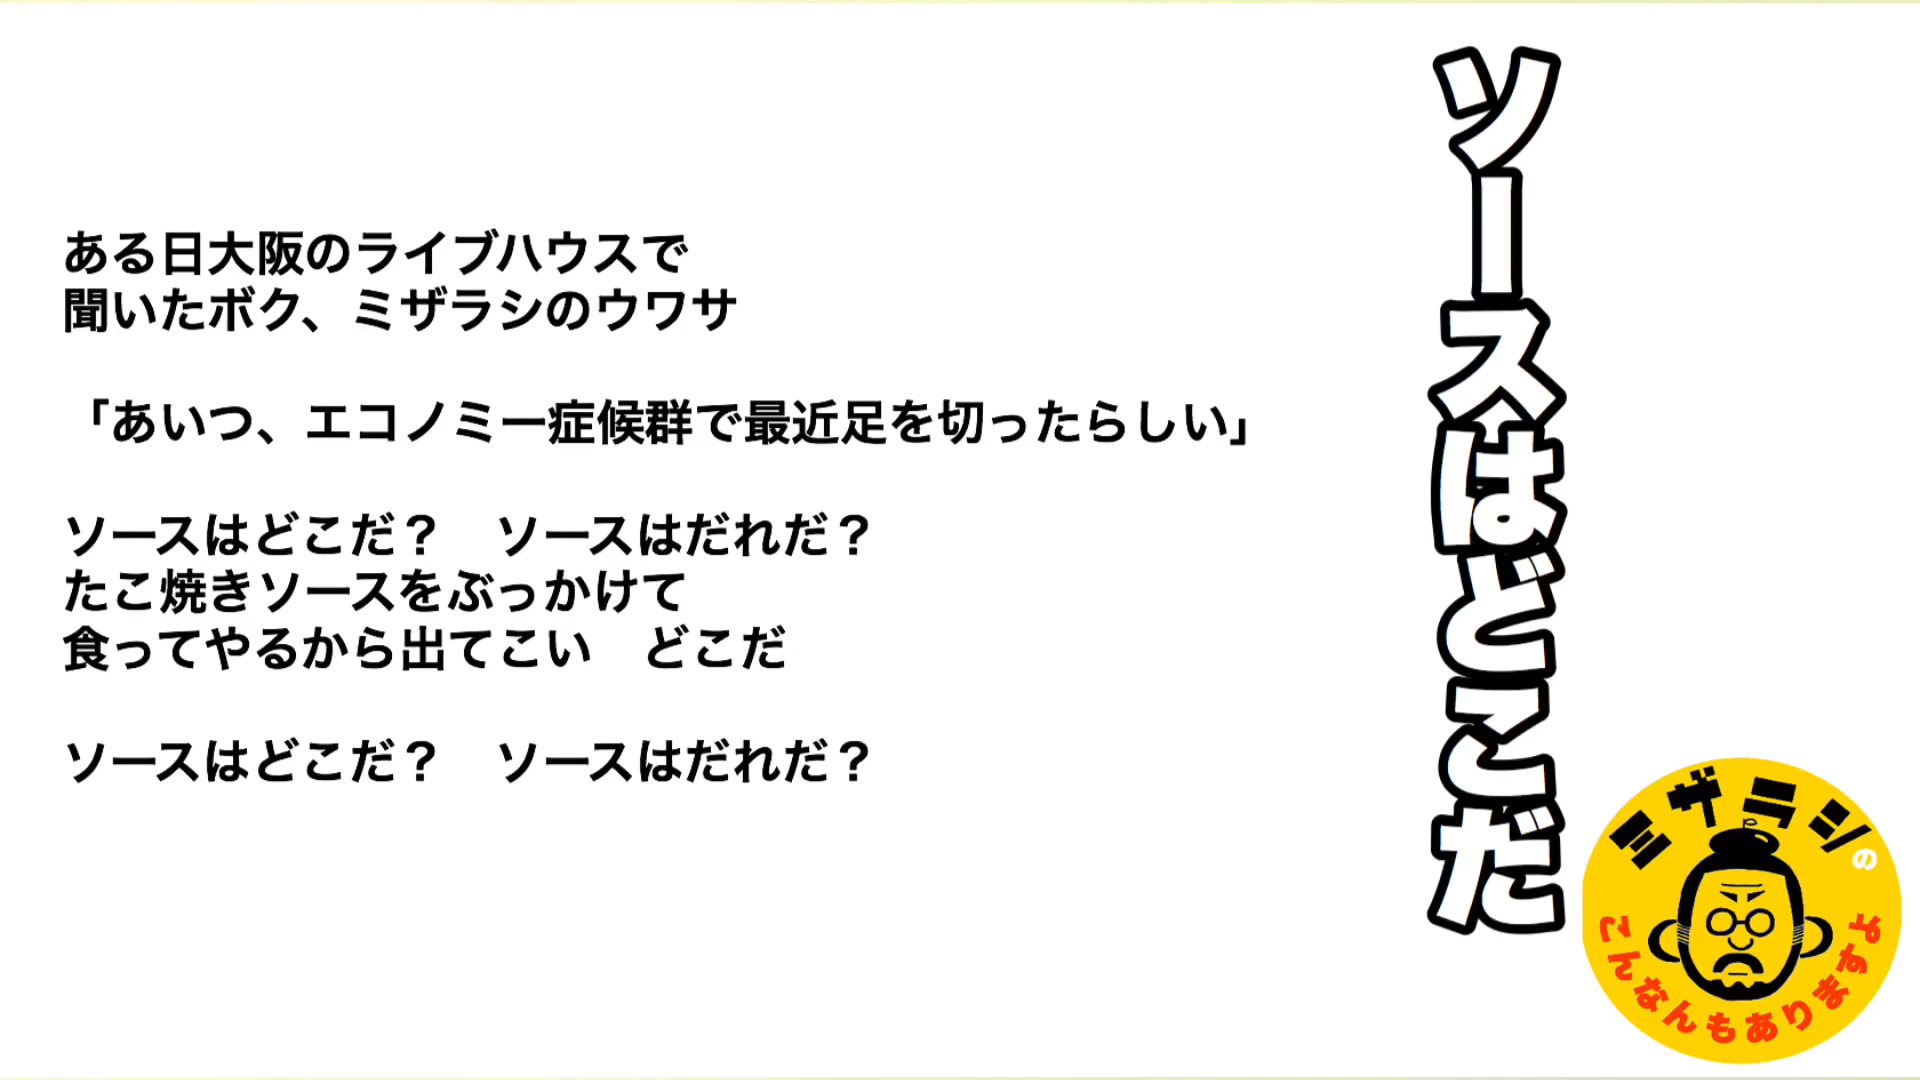 ソースはどこだ
ある日大阪のライブハウスで
聞いたボク、ミザラシのウワサ
「あいつ、エコノミー症候群で最近足を切ったらしい」
ソースはどこだ？　ソースはだれだ？
たこ焼きソースをぶっかけて
食ってやるから出てこい　どこだ
ソースはどこだ？　ソースはだれだ？
ミザラシの
こんなんもありますよ